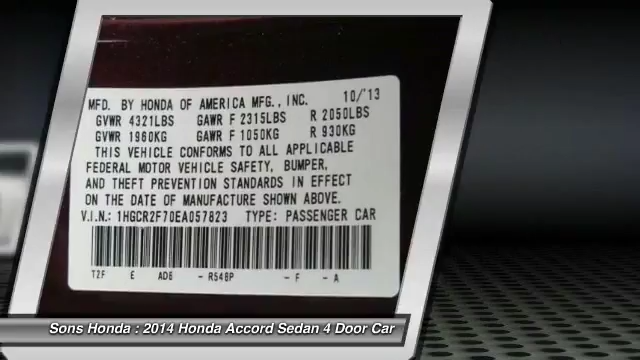 MFD. BY HONDA OF AMERICA MFG., INC. 10/'13
GVWR 4321LBS GAWR F 2315LBS R 2050LBS
GVWR 1960KG GAWR F 1050KG R 930KG
THIS VEHICLE CONFORMS TO ALL APPLICABLE
FEDERAL MOTOR VEHICLE SAFETY, BUMPER,
AND THEFT PREVENTION STANDARDS IN EFFECT
ON THE DATE OF MANUFACTURE SHOWN ABOVE.
V.I.N.: 1HGCR2F70EA057823 TYPE: PASSENGER CAR
T2F E AD6 - R548P - F - A
Sons Honda : 2014 Honda Accord Sedan 4 Door Car